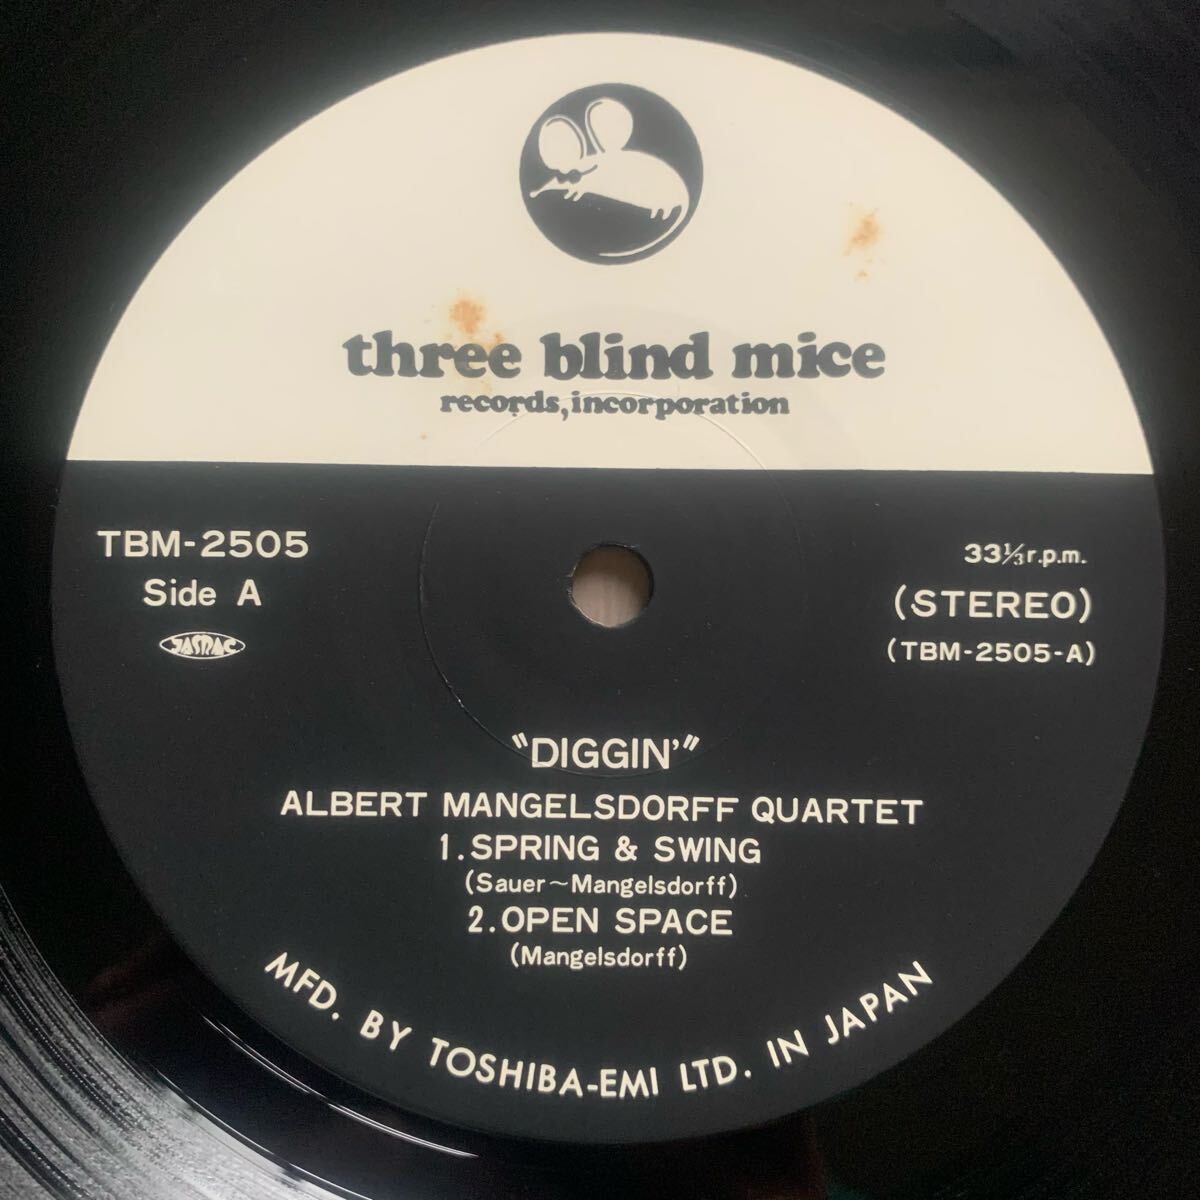 three blind mice
records, incorporation
TBM-2505
Side A
JASRAC
33⅓ r.p.m.
(STEREO)
(TBM-2505-A)
"DIGGIN'"
ALBERT MANGELSDORFF QUARTET
1. SPRING & SWING
(Sauer~Mangelsdorff)
2. OPEN SPACE
(Mangelsdorff)
MFD. BY TOSHIBA-EMI LTD. IN JAPAN